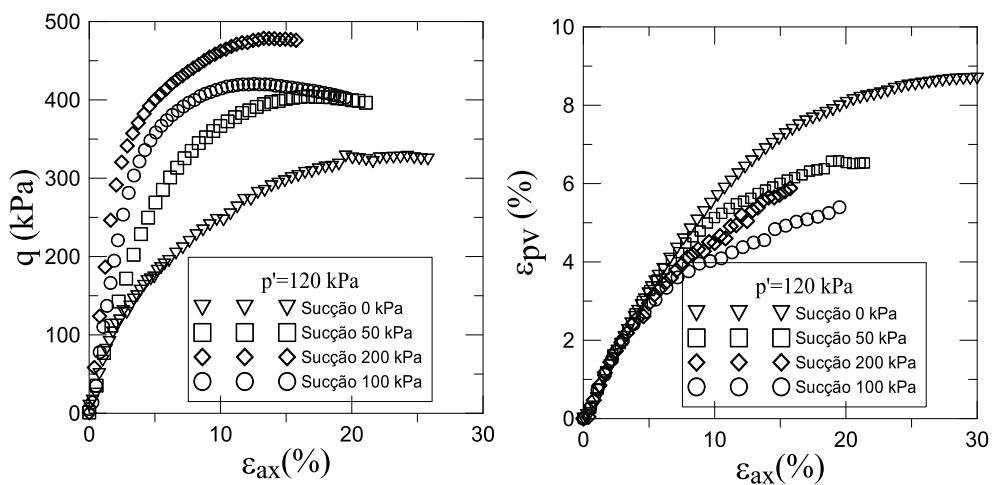 500
400
300
200
100
0
q (kPa)
p'=120 kPa
Sucção 0 kPa
Sucção 50 kPa
Sucção 200 kPa
Sucção 100 kPa
0 10 20 30
εax(%)
10
8
6
4
2
0
εpv (%)
p'=120 kPa
Sucção 0 kPa
Sucção 50 kPa
Sucção 200 kPa
Sucção 100 kPa
0 10 20 30
εax(%)